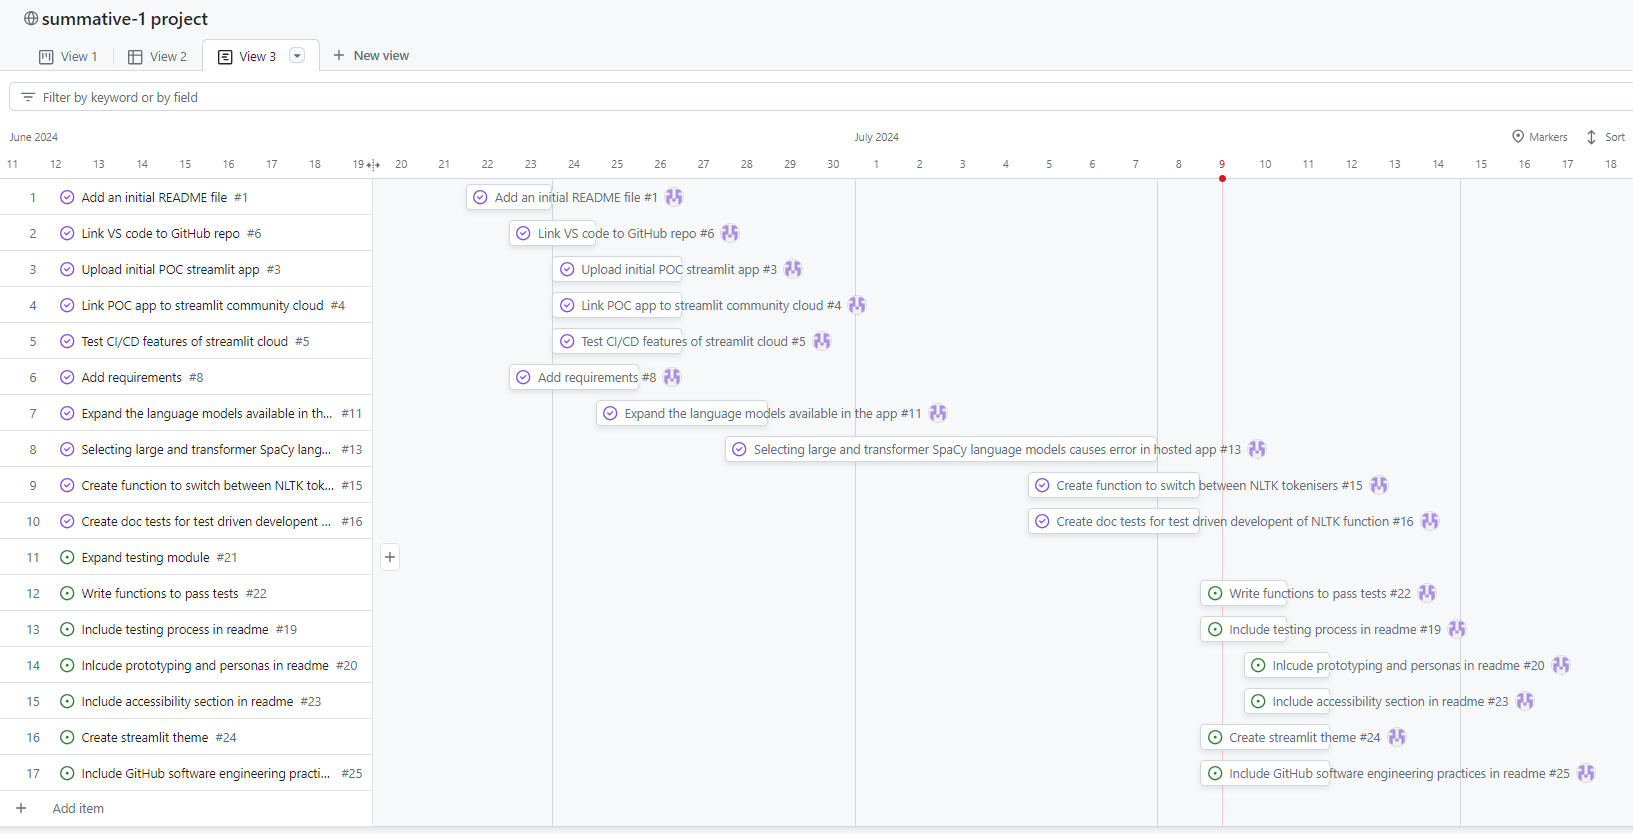 summative-1 project
View 1 View 2 View 3 New view
Filter by keyword or by field
June 2024 July 2024 Markers Sort
11 12 13 14 15 16 17 18 19 20 21 22 23 24 25 26 27 28 29 30 1 2 3 4 5 6 7 8 9 10 11 12 13 14 15 16 17 18
1 Add an initial README file #1 Add an initial README file #1
2 Link VS code to GitHub repo #6 Link VS code to GitHub repo #6
3 Upload initial POC streamlit app #3 Upload initial POC streamlit app #3
4 Link POC app to streamlit community cloud #4 Link POC app to streamlit community cloud #4
5 Test CI/CD features of streamlit cloud #5 Test CI/CD features of streamlit cloud #5
6 Add requirements #8 Add requirements #8
7 Expand the language models available in th... #11 Expand the language models available in the app #11
8 Selecting large and transformer SpaCy lang... #13 Selecting large and transformer SpaCy language models causes error in hosted app #13
9 Create function to switch between NLTK tok... #15 Create function to switch between NLTK tokenisers #15
10 Create doc tests for test driven developent ... #16 Create doc tests for test driven developent of NLTK function #16
11 Expand testing module #21
12 Write functions to pass tests #22 Write functions to pass tests #22
13 Include testing process in readme #19 Include testing process in readme #19
14 Inlcude prototyping and personas in readme #20 Inlcude prototyping and personas in readme #20
15 Include accessibility section in readme #23 Include accessibility section in readme #23
16 Create streamlit theme #24 Create streamlit theme #24
17 Include GitHub software engineering practi... #25 Include GitHub software engineering practices in readme #25
Add item